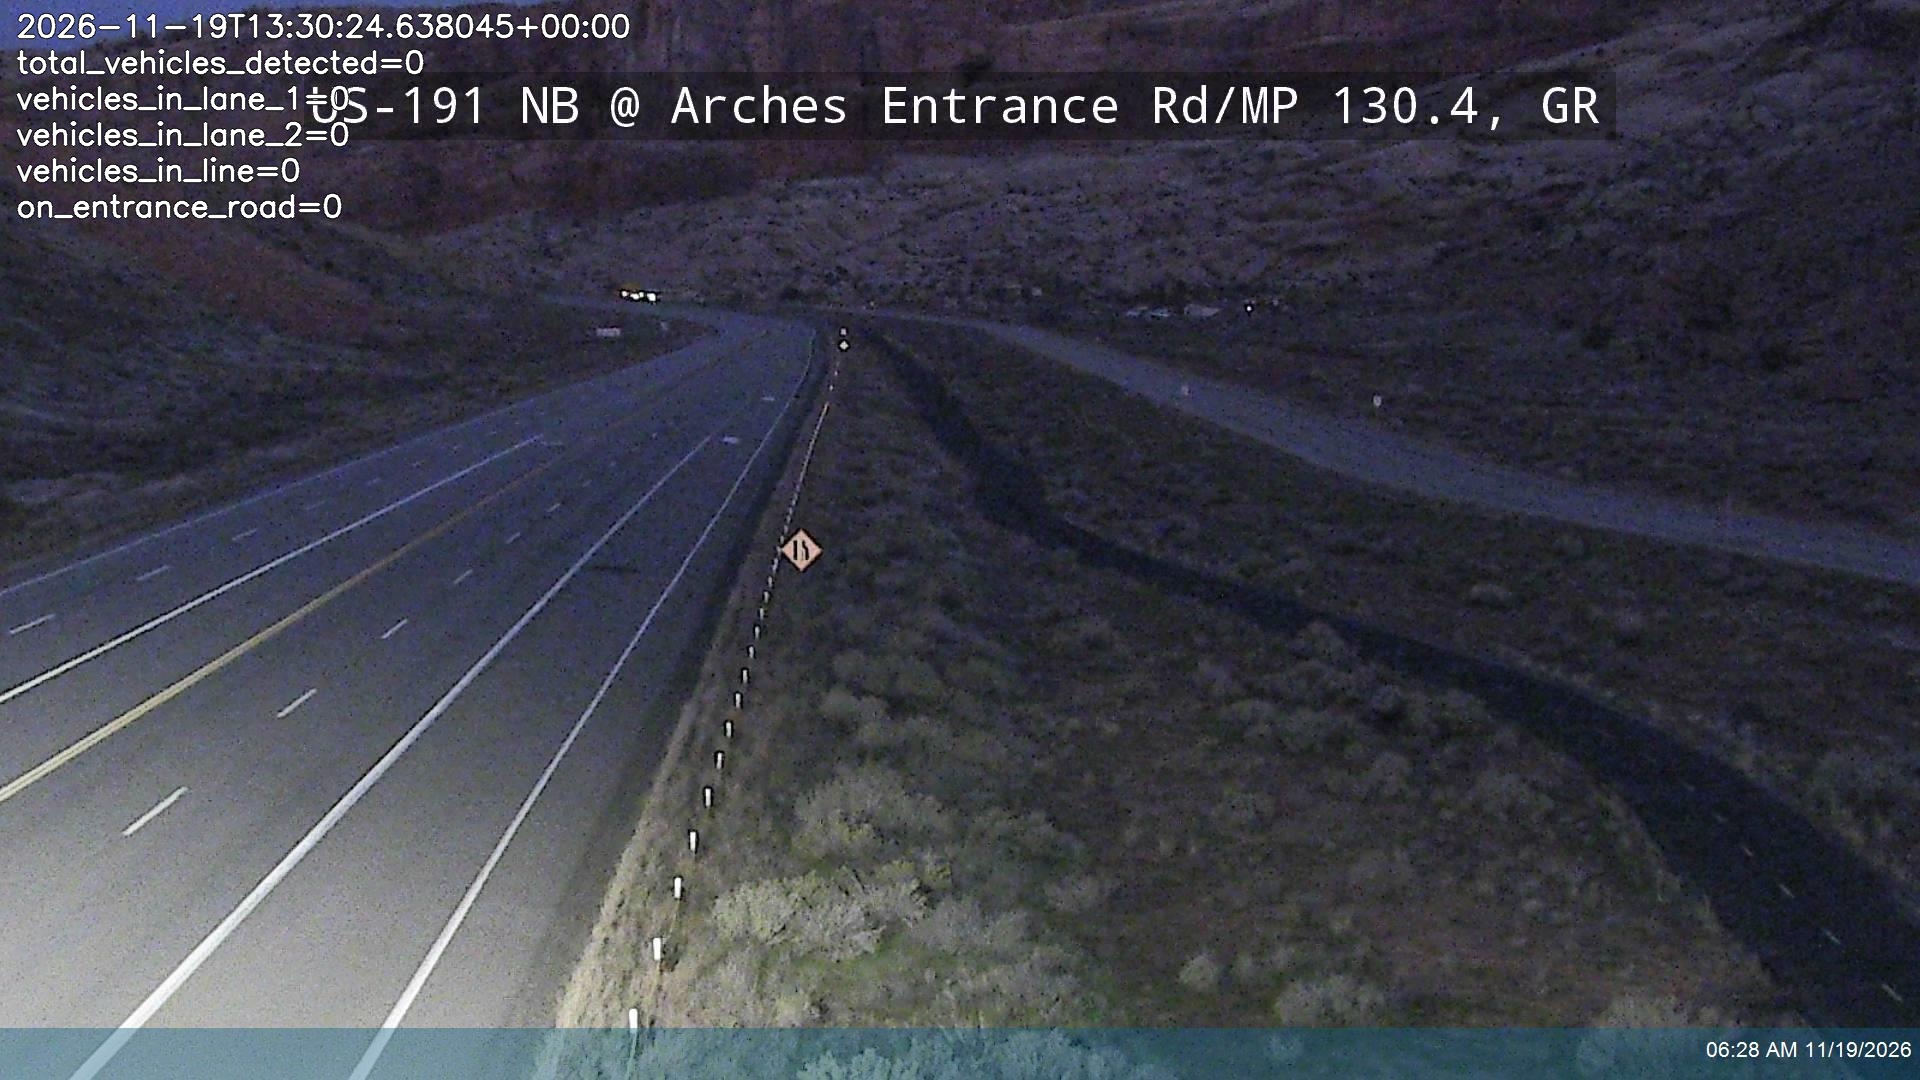 2026-11-19T13:30:24.638045+00:00
total_vehicles_detected=0
vehicles_in_lane_1=0
US-191 NB @ Arches Entrance Rd/MP 130.4, GR
vehicles_in_lane_2=0
vehicles_in_line=0
on_entrance_road=0
06:28 AM 11/19/2026